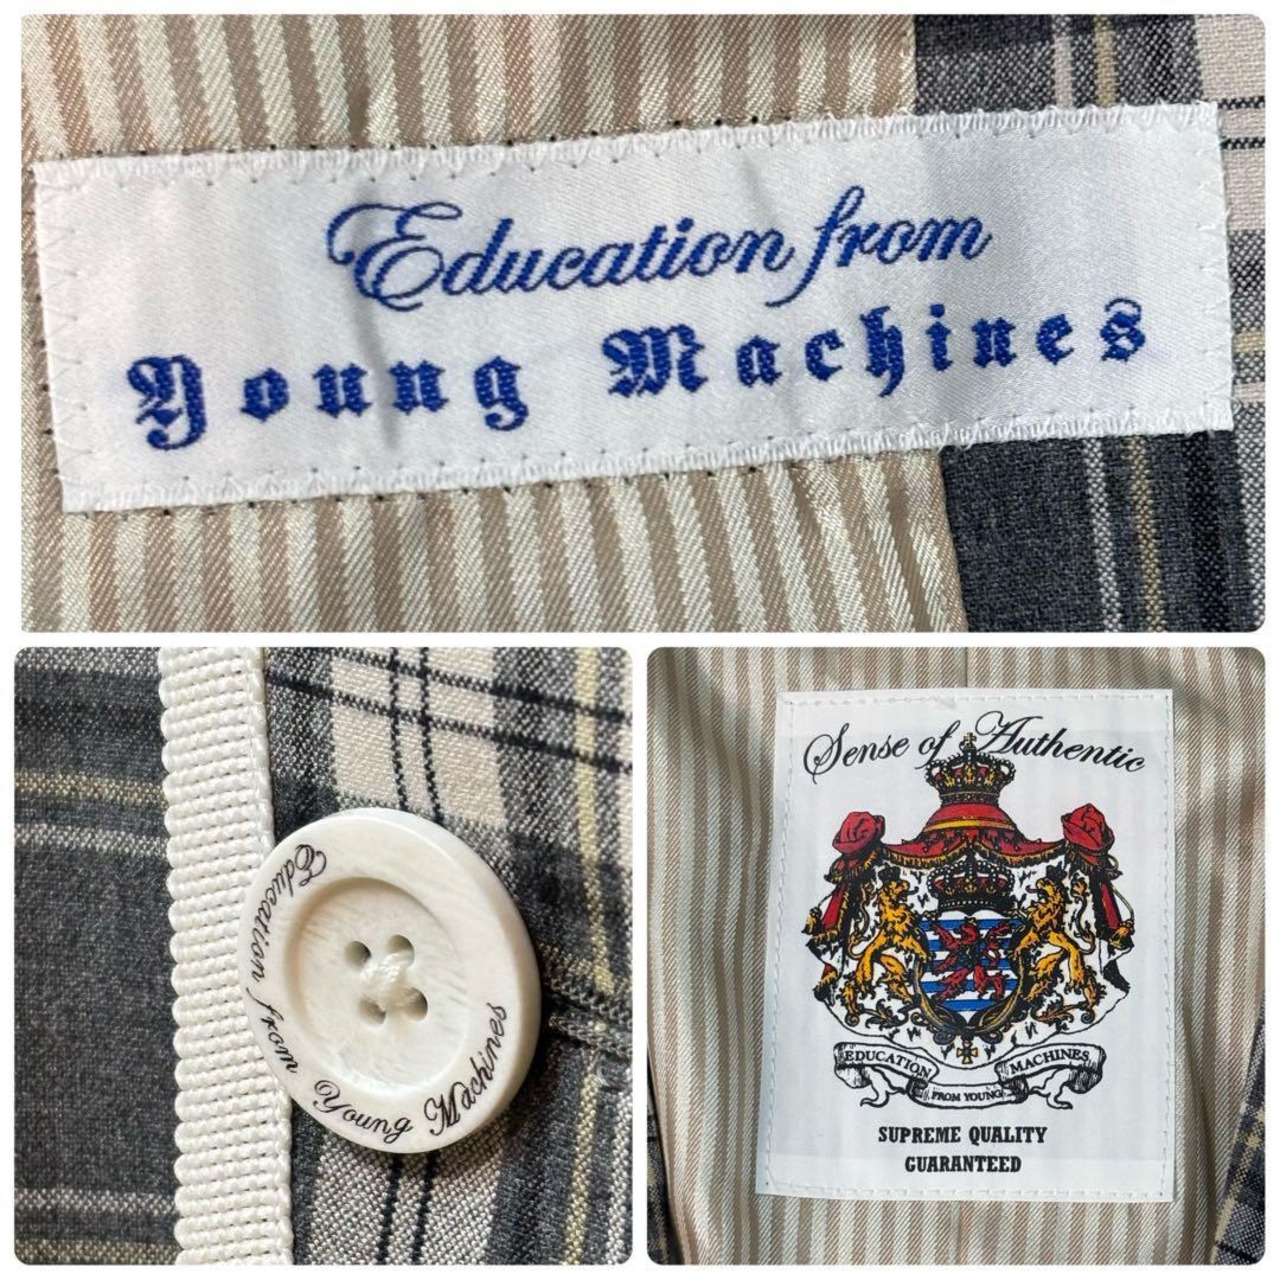 Education from
Young Machines
Education from Young Machines
Sense of Authentic
EDUCATION FROM YOUNG MACHINES
SUPREME QUALITY
GUARANTEED